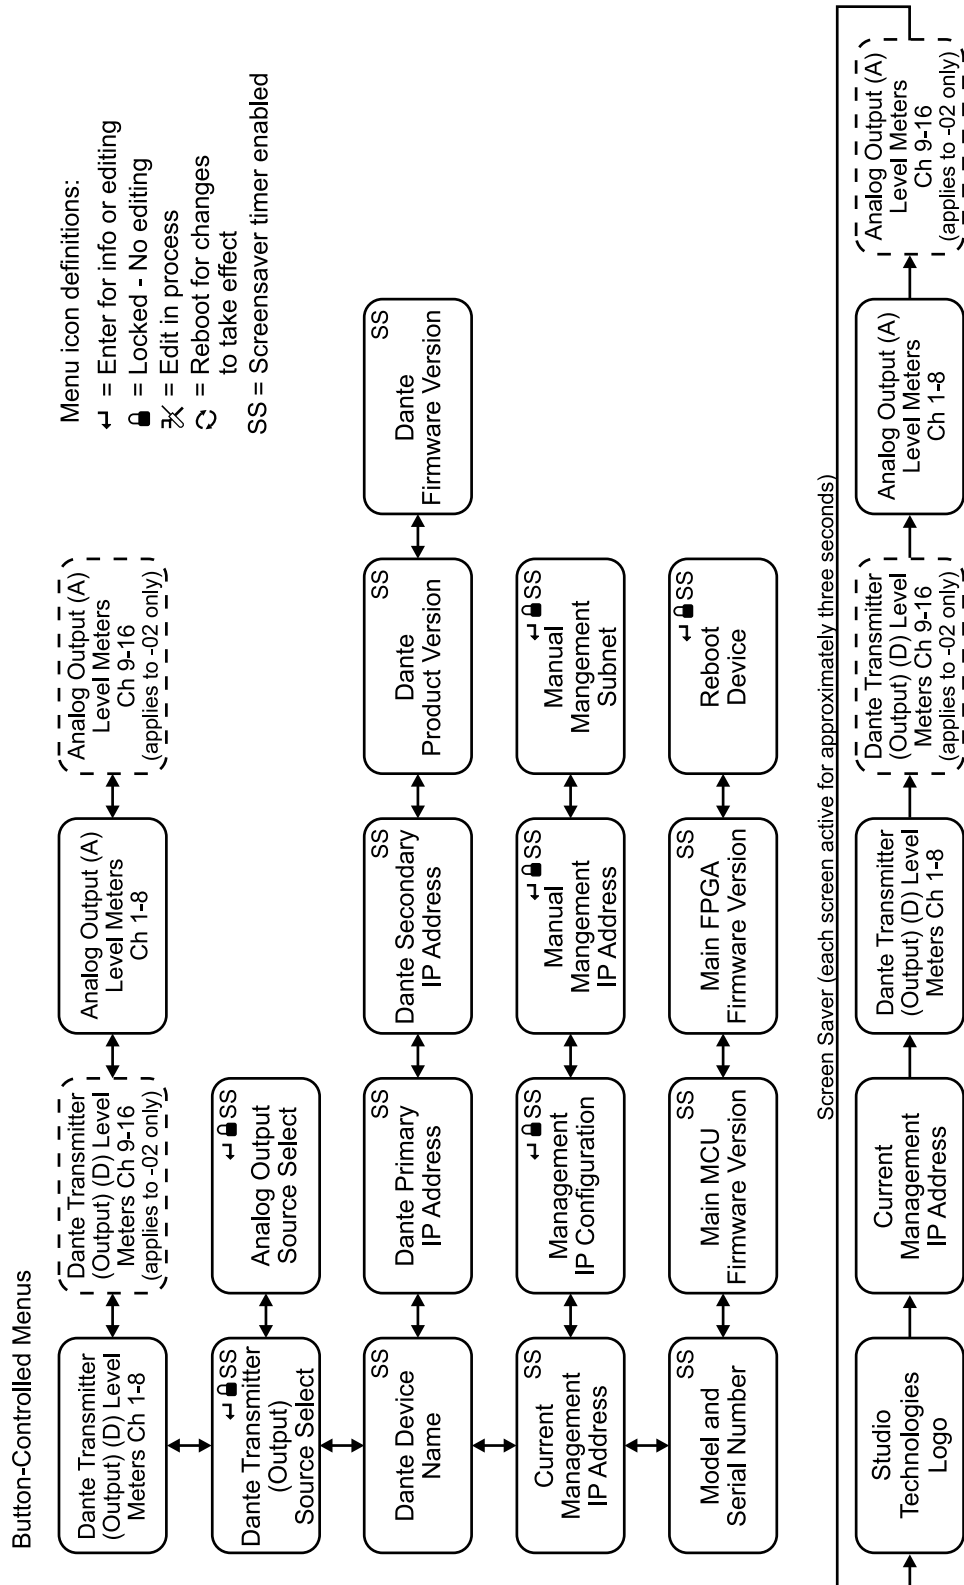 Button-Controlled Menus
Dante Transmitter
(Output) (D) Level
Meters Ch 1-8
Dante Transmitter
(Output) (D) Level
Meters Ch 9-16
(applies to -02 only)
Analog Output (A)
Level Meters
Ch 1-8
Analog Output (A)
Level Meters
Ch 9-16
(applies to -02 only)
Menu icon definitions:
= Enter for info or editing
= Locked - No editing
= Edit in process
= Reboot for changes
to take effect
SS = Screensaver timer enabled
SS
Dante Transmitter
(Output)
Source Select
SS
Analog Output
Source Select
SS
Dante Device
Name
SS
Dante Primary
IP Address
SS
Dante Secondary
IP Address
SS
Dante
Product Version
SS
Dante
Firmware Version
SS
Current
Management
IP Address
SS
Management
IP Configuration
SS
Manual
Mangement
IP Address
SS
Manual
Mangement
Subnet
SS
Model and
Serial Number
SS
Main MCU
Firmware Version
SS
Main FPGA
Firmware Version
SS
Reboot
Device
Screen Saver (each screen active for approximately three seconds)
Studio
Technologies
Logo
Current
Management
IP Address
Dante Transmitter
(Output) (D) Level
Meters Ch 1-8
Dante Transmitter
(Output) (D) Level
Meters Ch 9-16
(applies to -02 only)
Analog Output (A)
Level Meters
Ch 1-8
Analog Output (A)
Level Meters
Ch 9-16
(applies to -02 only)